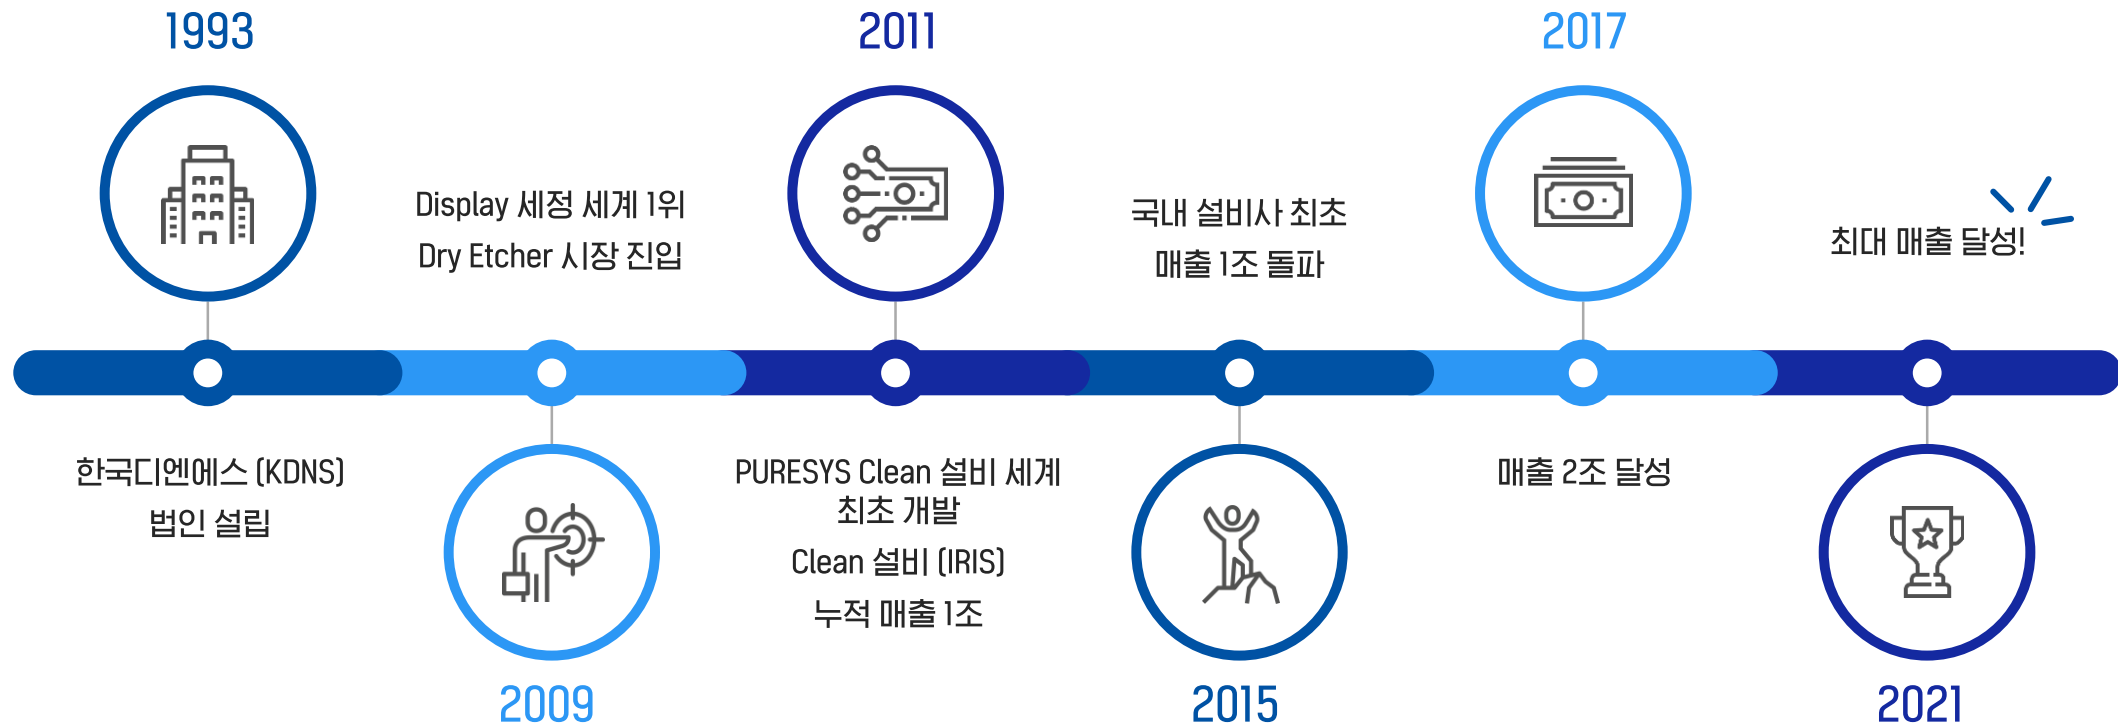 1993
한국디엔에스 (KDNS)
법인 설립
Display 세정 세계 1위
Dry Etcher 시장 진입
2009
2011
PURESYS Clean 설비 세계
최초 개발
Clean 설비 (IRIS)
누적 매출 1조
국내 설비사 최초
매출 1조 돌파
2015
2017
매출 2조 달성
최대 매출 달성!
2021